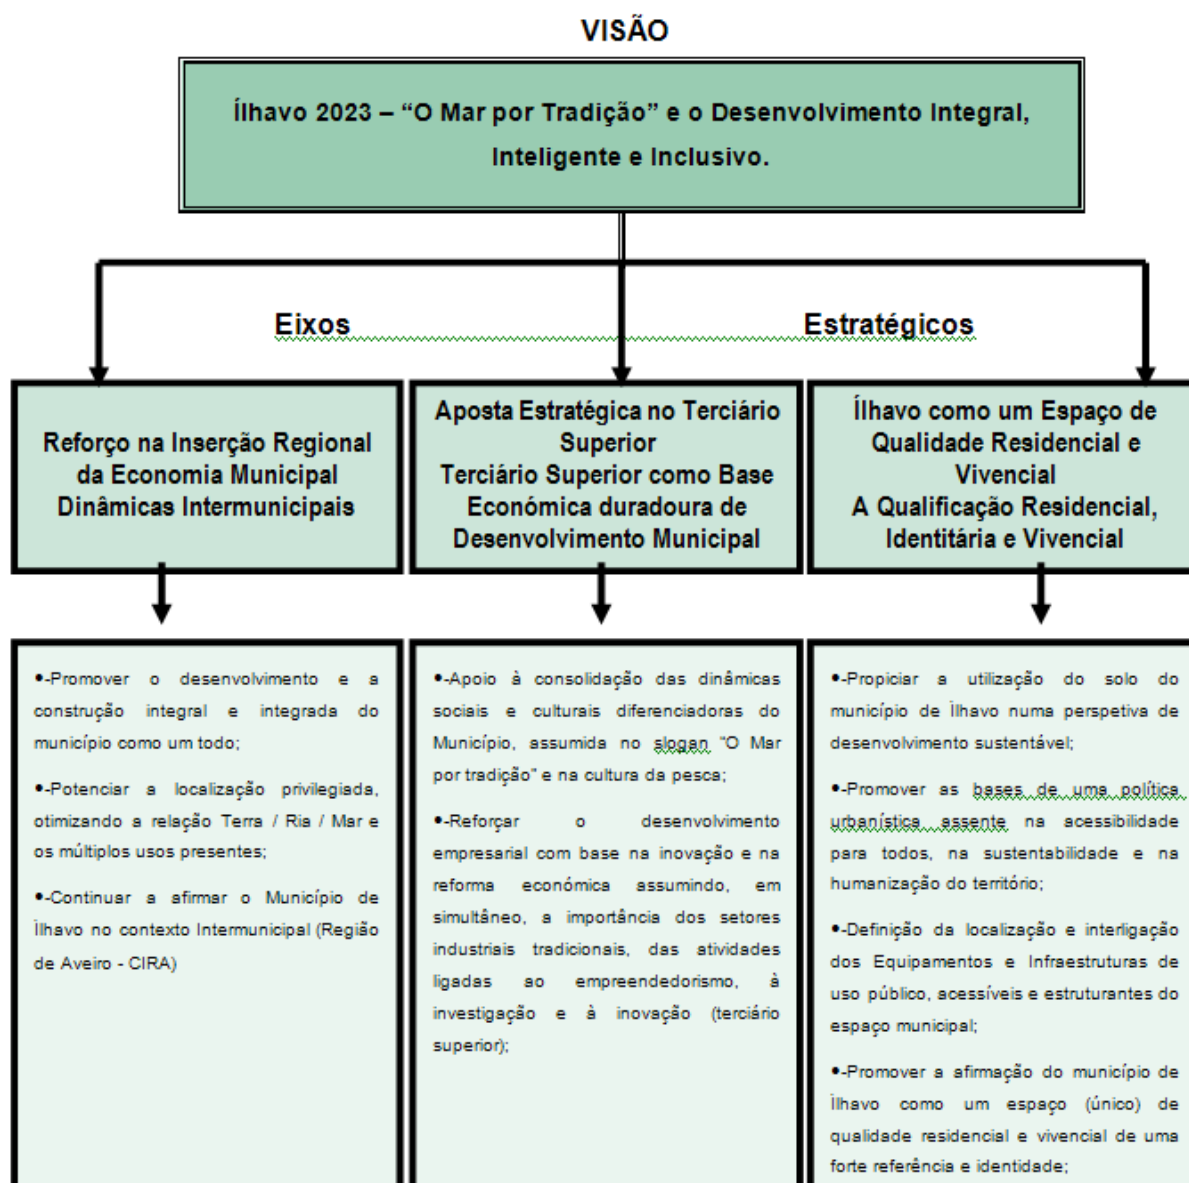 VISÃO
Ílhavo 2023 – “O Mar por Tradição” e o Desenvolvimento Integral,
Inteligente e Inclusivo.
Eixos Estratégicos
Reforço na Inserção Regional
da Economia Municipal
Dinâmicas Intermunicipais
Aposta Estratégica no Terciário
Superior
Terciário Superior como Base
Económica duradoura de
Desenvolvimento Municipal
Ílhavo como um Espaço de
Qualidade Residencial e
Vivencial
A Qualificação Residencial,
Identitária e Vivencial
•-Promover o desenvolvimento e a
construção integral e integrada do
município como um todo;
•-Potenciar a localização privilegiada,
otimizando a relação Terra / Ria / Mar e
os múltiplos usos presentes;
•-Continuar a afirmar o Município de
Ìlhavo no contexto Intermunicipal (Região
de Aveiro - CIRA)
•-Apoio à consolidação das dinâmicas
sociais e culturais diferenciadoras do
Município, assumida no slogan “O Mar
por tradição” e na cultura da pesca;
•-Reforçar o desenvolvimento
empresarial com base na inovação e na
reforma económica assumindo, em
simultâneo, a importância dos setores
industriais tradicionais, das atividades
ligadas ao empreendedorismo, à
investigação e à inovação (terciário
superior);
•-Propiciar a utilização do solo do
município de Ìlhavo numa perspetiva de
desenvolvimento sustentável;
•-Promover as bases de uma política
urbanística assente na acessibilidade
para todos, na sustentabilidade e na
humanização do território;
•-Definição da localização e interligação
dos Equipamentos e Infraestruturas de
uso público, acessíveis e estruturantes do
espaço municipal;
•-Promover a afirmação do município de
Ìlhavo como um espaço (único) de
qualidade residencial e vivencial de uma
forte referência e identidade;